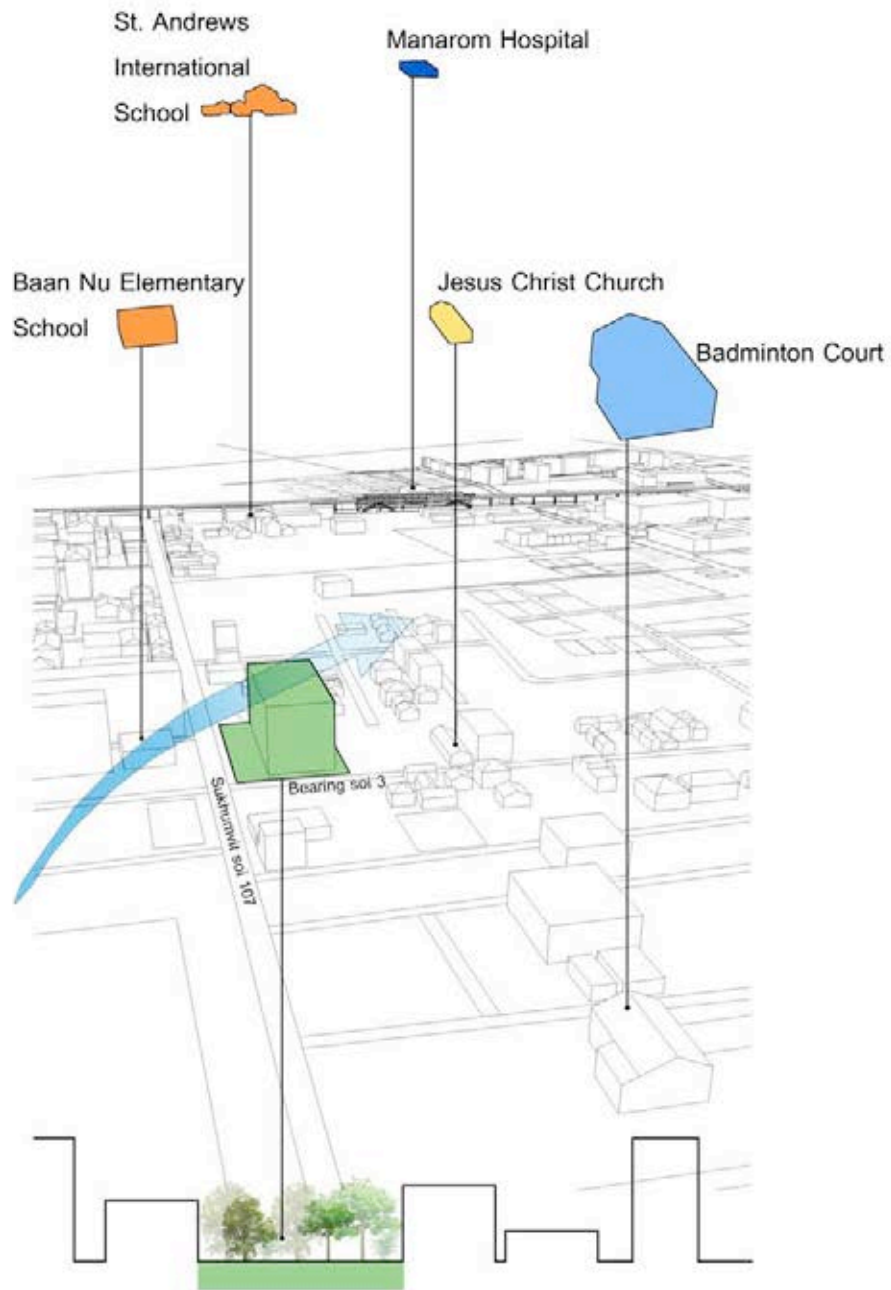 St. Andrews
International
School
Manarom Hospital
Baan Nu Elementary
School
Jesus Christ Church
Badminton Court
Bearing soi 3
Sukhumvit soi 107